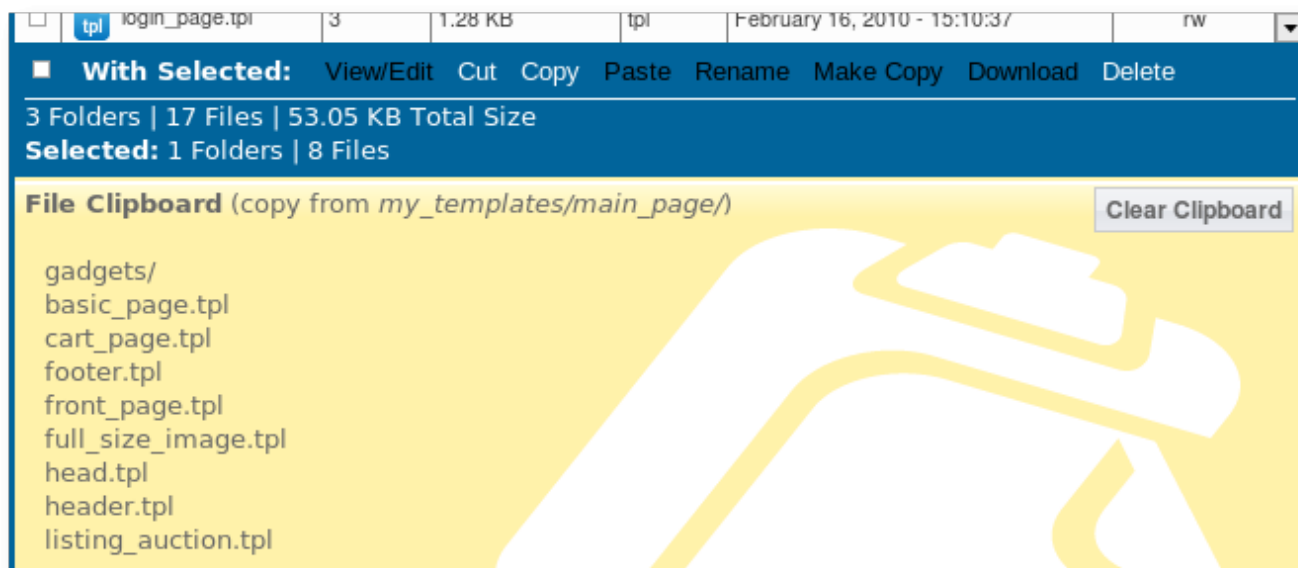 tpl login_page.tpl 3 1.28 KB tpl February 16, 2010 - 15:10:37 rw
With Selected: View/Edit Cut Copy Paste Rename Make Copy Download Delete
3 Folders | 17 Files | 53.05 KB Total Size
Selected: 1 Folders | 8 Files
File Clipboard (copy from my_templates/main_page/) Clear Clipboard
gadgets/
basic_page.tpl
cart_page.tpl
footer.tpl
front_page.tpl
full_size_image.tpl
head.tpl
header.tpl
listing_auction.tpl